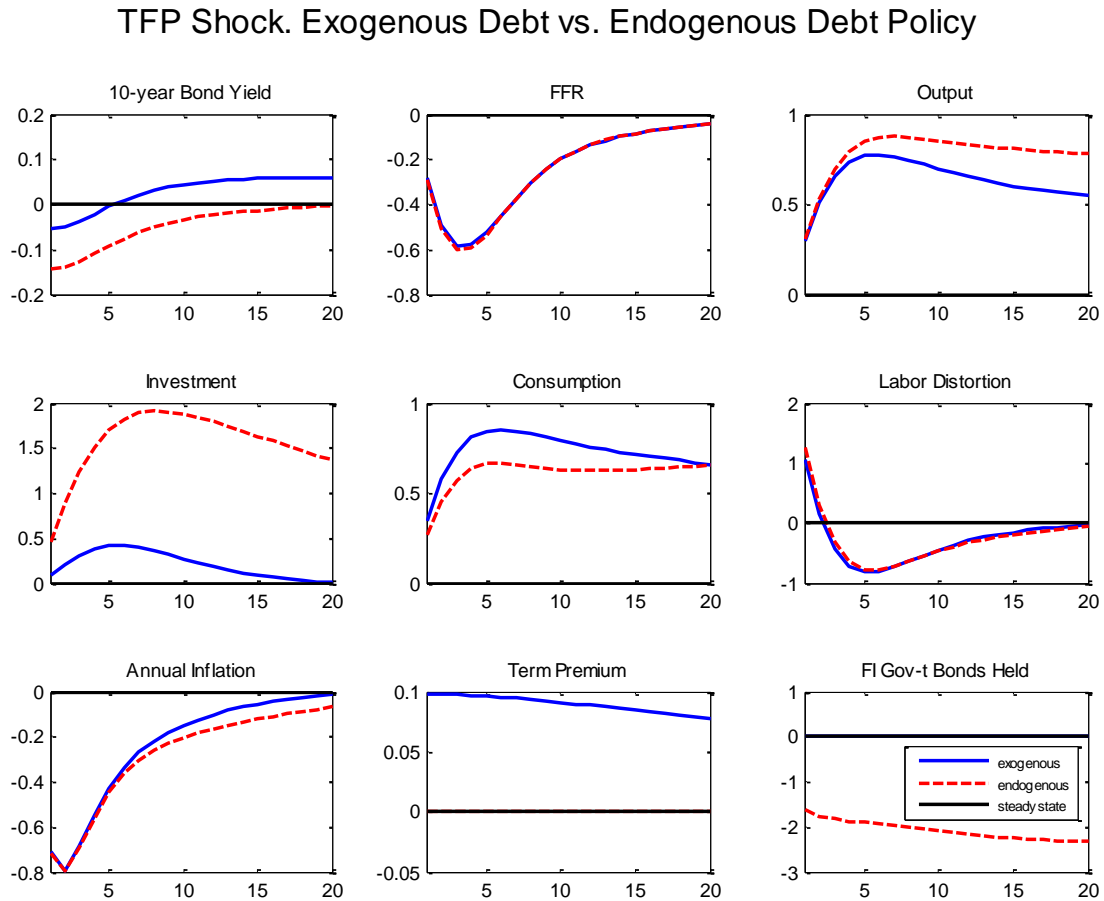 TFP Shock. Exogenous Debt vs. Endogenous Debt Policy
10-year Bond Yield
0.2
0.1
0
-0.1
-0.2
5 10 15 20
FFR
0
-0.2
-0.4
-0.6
-0.8
5 10 15 20
Output
1
0.5
0
5 10 15 20
Investment
2
1.5
1
0.5
0
5 10 15 20
Consumption
1
0.5
0
5 10 15 20
Labor Distortion
2
1
0
-1
5 10 15 20
Annual Inflation
0
-0.2
-0.4
-0.6
-0.8
5 10 15 20
Term Premium
0.1
0.05
0
-0.05
5 10 15 20
FI Gov-t Bonds Held
1
0
-1
-2
-3
5 10 15 20
exogenous
endogenous
steady state